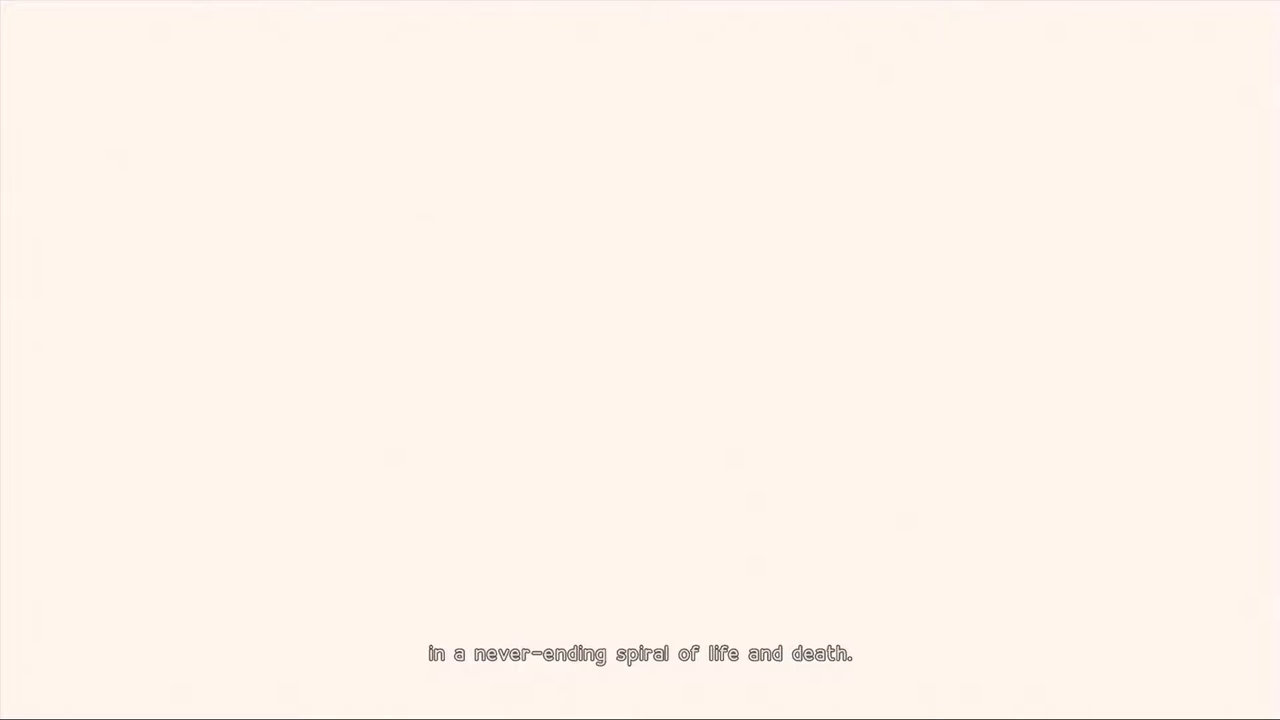 in a never-ending spiral of life and death.